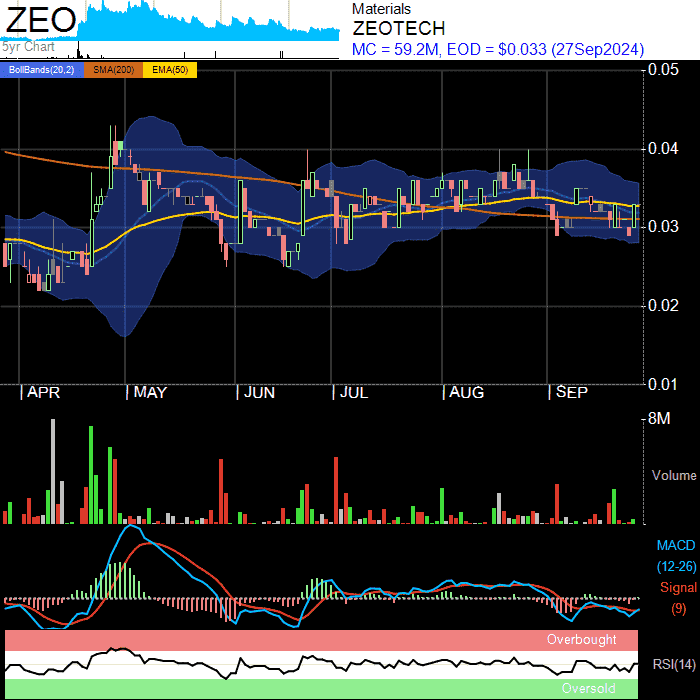 ZEO
5yr Chart
Materials
ZEOTECH
MC = 59.2M, EOD = $0.033 (27Sep2024)
BollBands(20,2) SMA(200) EMA(50)
0.05
0.04
0.03
0.02
0.01
| APR | MAY | JUN | JUL | AUG | SEP
8M
Volume
MACD
(12-26)
Signal
(9)
Overbought
RSI(14)
Oversold